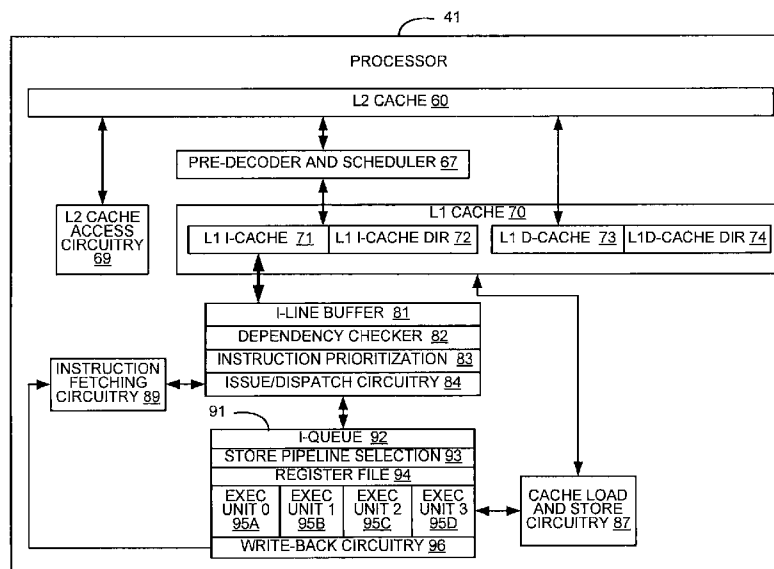 41
PROCESSOR
L2 CACHE 60
PRE-DECODER AND SCHEDULER 67
L2 CACHE
ACCESS
CIRCUITRY
69
L1 CACHE 70
L1 I-CACHE 71
L1 I-CACHE DIR 72
L1 D-CACHE 73
L1D-CACHE DIR 74
I-LINE BUFFER 81
DEPENDENCY CHECKER 82
INSTRUCTION PRIORITIZATION 83
ISSUE/DISPATCH CIRCUITRY 84
INSTRUCTION
FETCHING
CIRCUITRY 89
91
I-QUEUE 92
STORE PIPELINE SELECTION 93
REGISTER FILE 94
EXEC
UNIT 0
95A
EXEC
UNIT 1
95B
EXEC
UNIT 2
95C
EXEC
UNIT 3
95D
WRITE-BACK CIRCUITRY 96
CACHE LOAD
AND STORE
CIRCUITRY 87